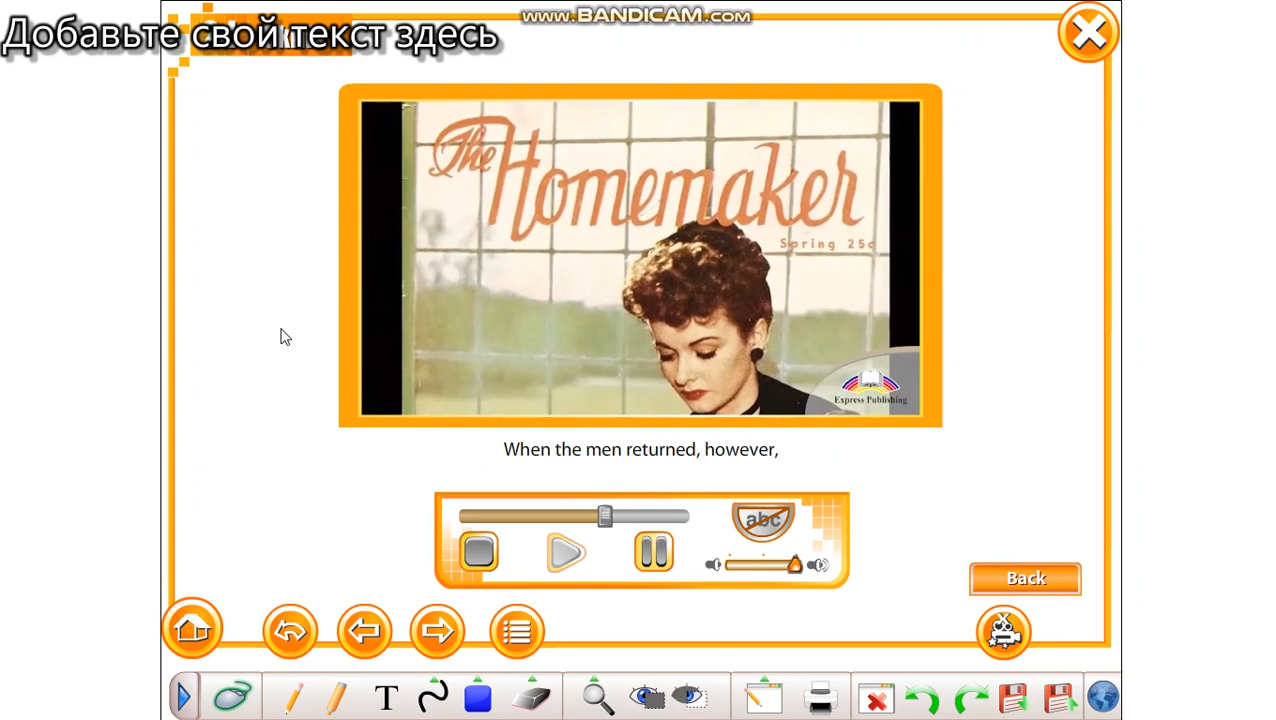 www.BANDICAM.com
Добавьте свой текст здесь
The
Homemaker
Spring 25c
Express Publishing
When the men returned, however,
abc
Back
T